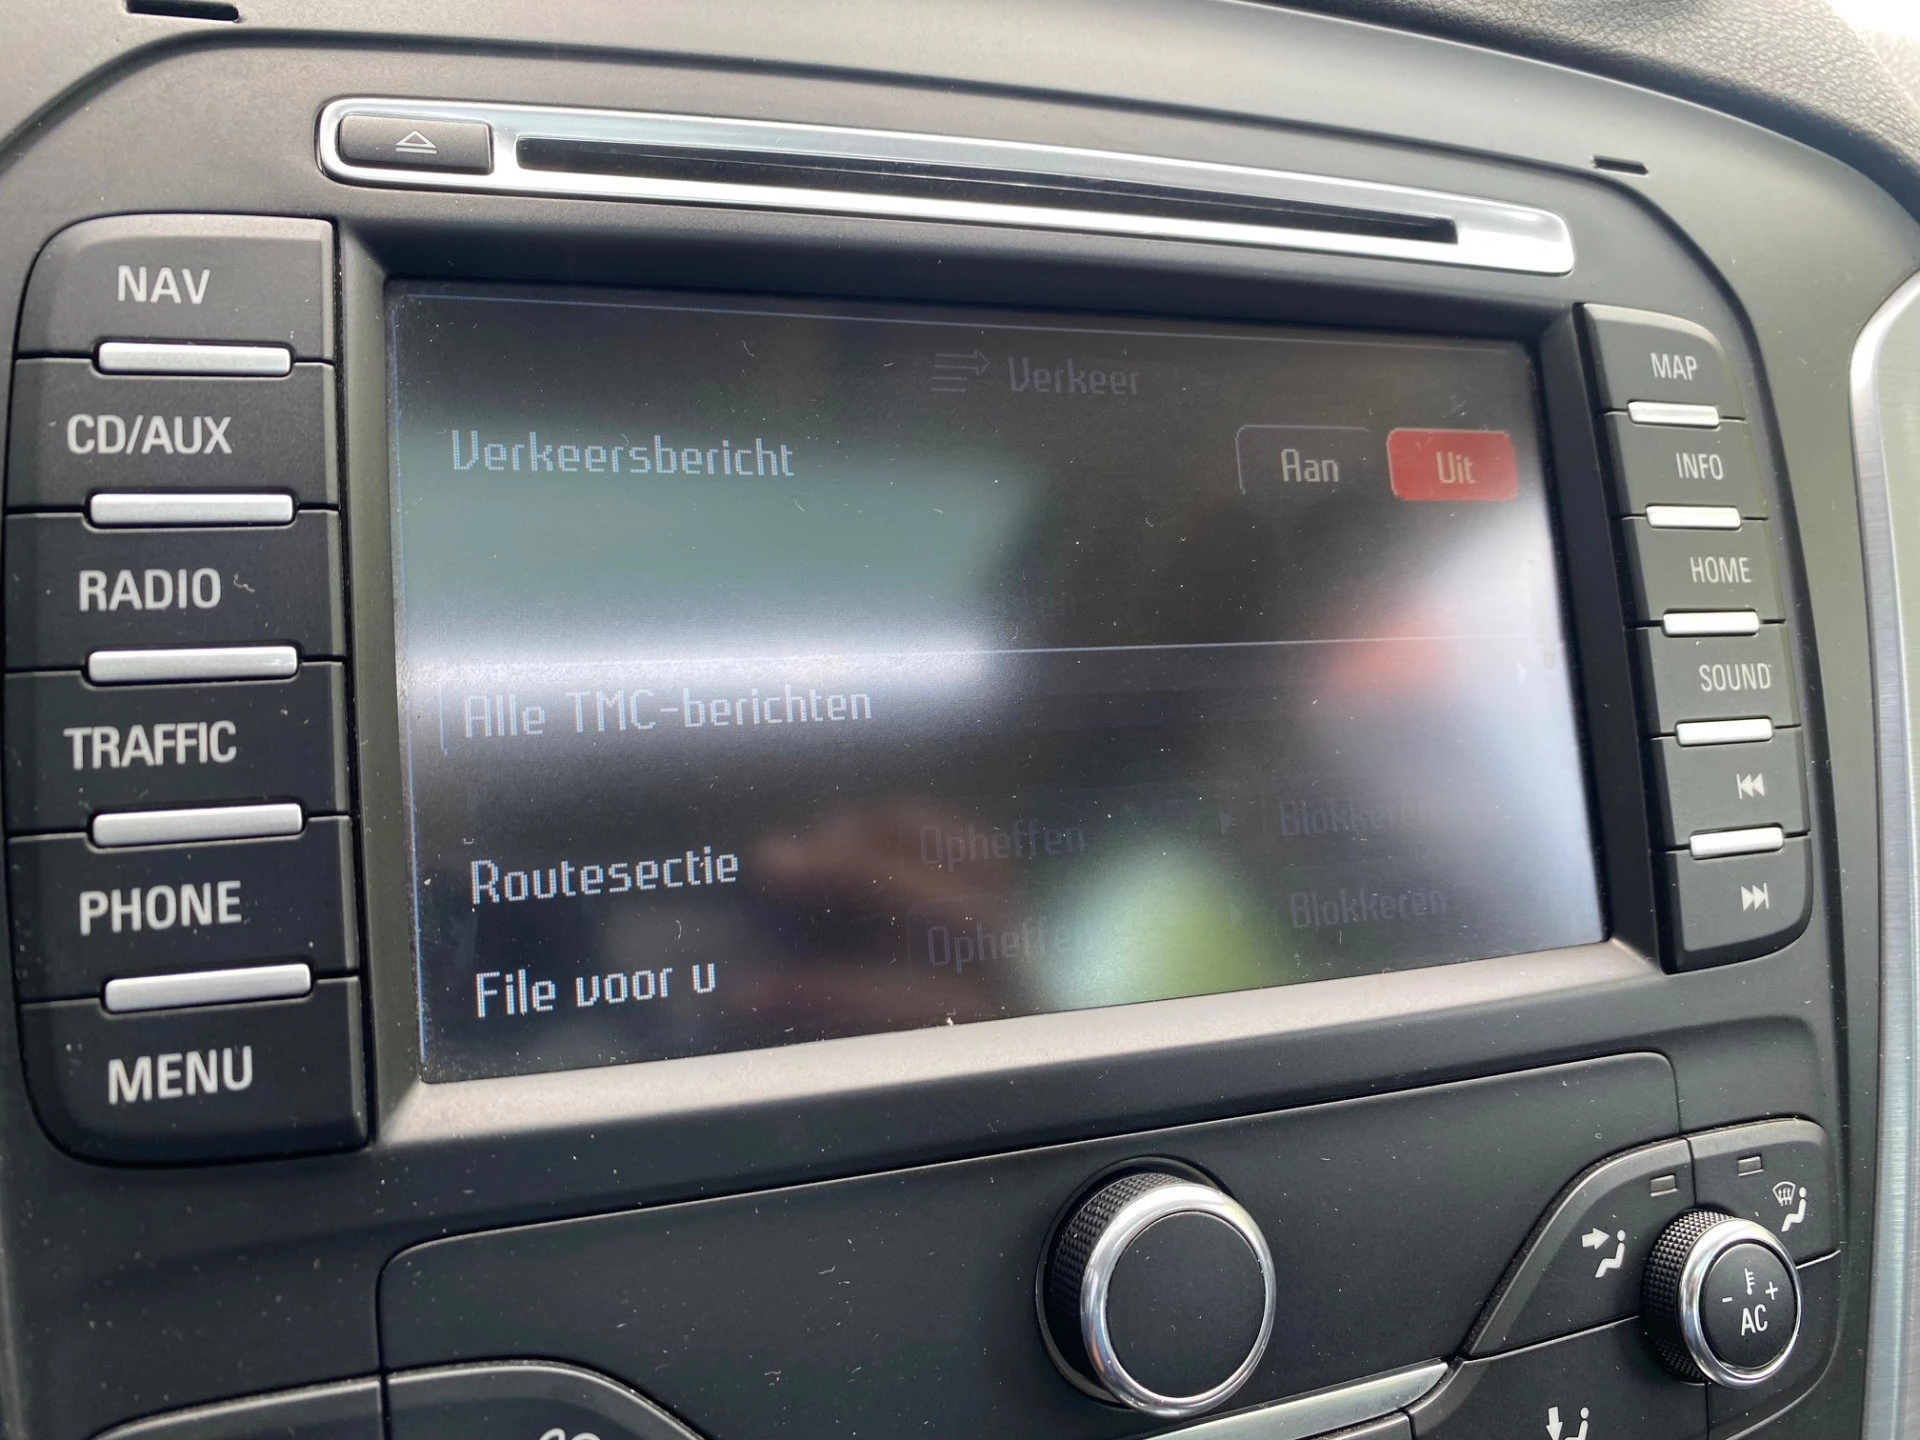 NAV
CD/AUX
RADIO
TRAFFIC
PHONE
MENU
Verkeer
Verkeersbericht Aan Uit
Alle TMC-berichten
Routesectie Opheffen Blokkeren
File voor u Opheffen Blokkeren
MAP
INFO
HOME
SOUND
- +
AC